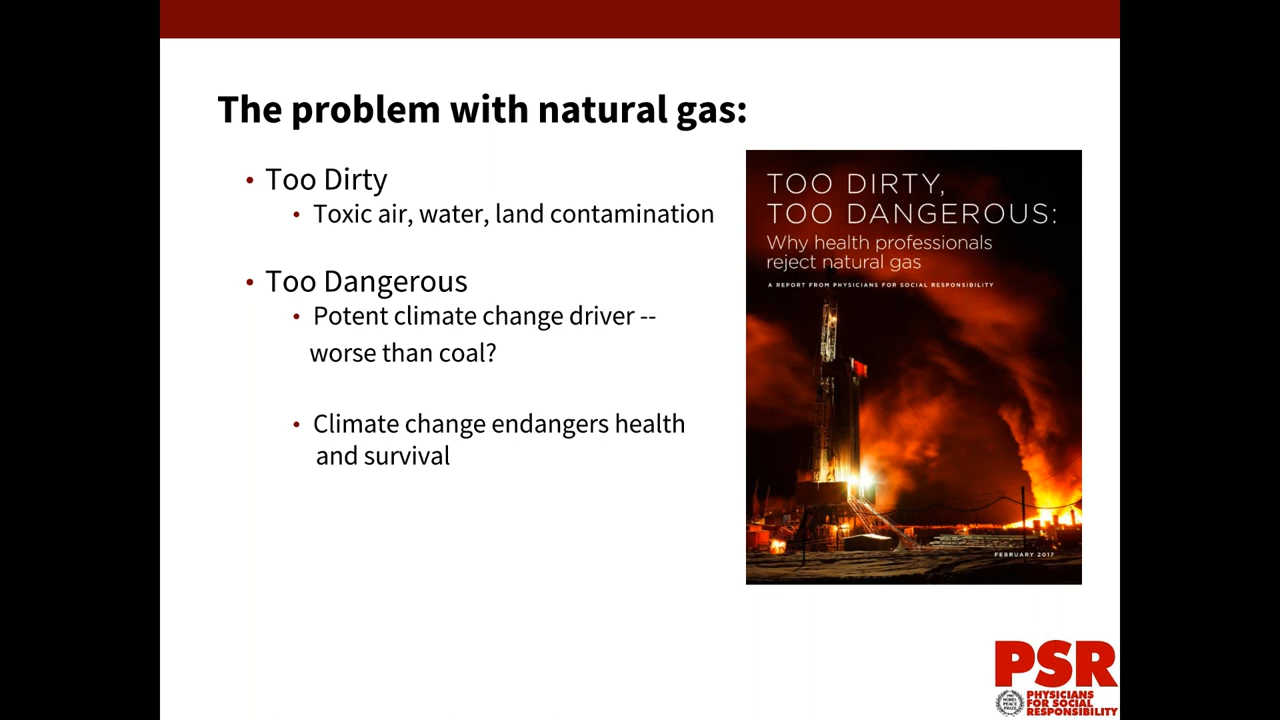 The problem with natural gas:
• Too Dirty
• Toxic air, water, land contamination
• Too Dangerous
• Potent climate change driver --
worse than coal?
• Climate change endangers health
and survival
TOO DIRTY,
TOO DANGEROUS:
Why health professionals
reject natural gas
A REPORT FROM PHYSICIANS FOR SOCIAL RESPONSIBILITY
FEBRUARY 2017
PSR
PHYSICIANS
FOR SOCIAL
RESPONSIBILITY